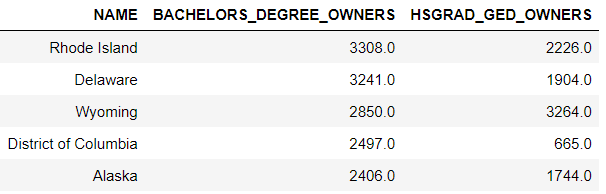 NAME BACHELORS_DEGREE_OWNERS HSGRAD_GED_OWNERS
Rhode Island 3308.0 2226.0
Delaware 3241.0 1904.0
Wyoming 2850.0 3264.0
District of Columbia 2497.0 665.0
Alaska 2406.0 1744.0